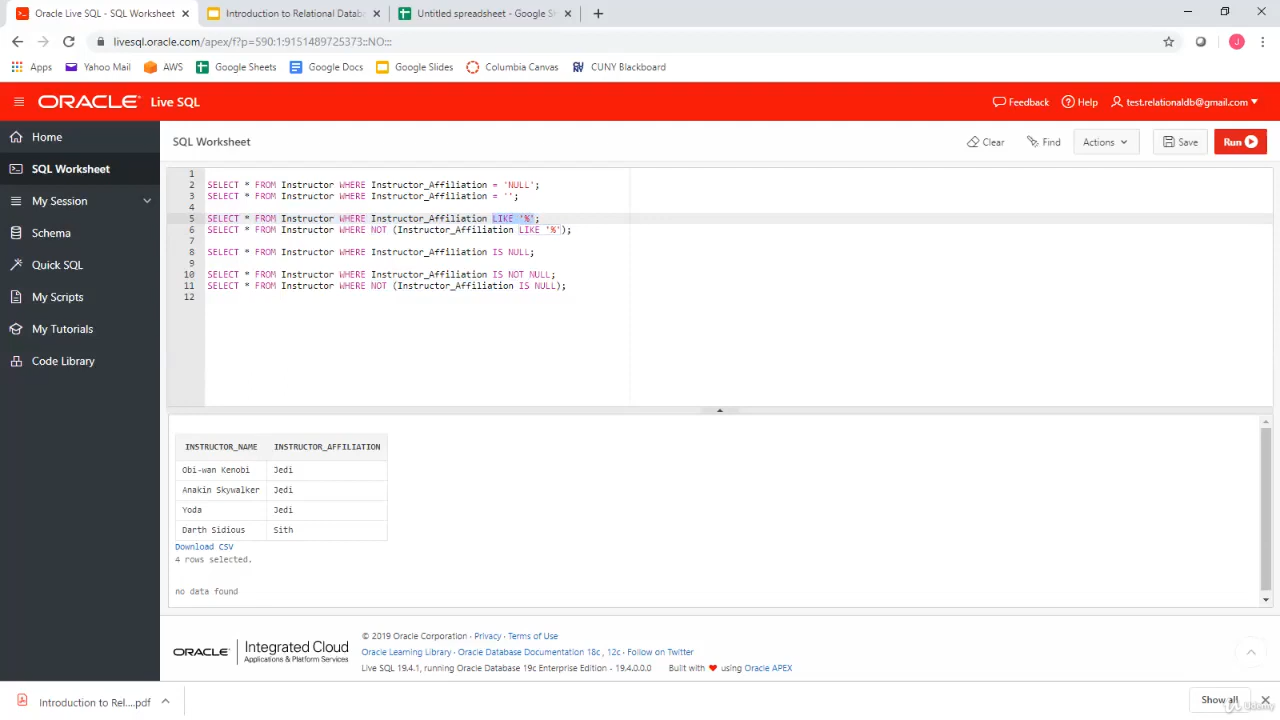 Oracle Live SQL - SQL Worksheet
Introduction to Relational Datab
Untitled spreadsheet - Google Sh
livesql.oracle.com/apex/f?p=590:1:9151489725373::NO:::
J
Apps
Yahoo Mail
AWS
Google Sheets
Google Docs
Google Slides
Columbia Canvas
CUNY Blackboard
ORACLE Live SQL
Feedback
Help
test.relationaldb@gmail.com
Home
SQL Worksheet
My Session
Schema
Quick SQL
My Scripts
My Tutorials
Code Library
SQL Worksheet
Clear
Find
Actions
Save
Run
1
2 SELECT * FROM Instructor WHERE Instructor_Affiliation = 'NULL';
3 SELECT * FROM Instructor WHERE Instructor_Affiliation = '';
4
5 SELECT * FROM Instructor WHERE Instructor_Affiliation LIKE '%';
6 SELECT * FROM Instructor WHERE NOT (Instructor_Affiliation LIKE '%');
7
8 SELECT * FROM Instructor WHERE Instructor_Affiliation IS NULL;
9
10 SELECT * FROM Instructor WHERE Instructor_Affiliation IS NOT NULL;
11 SELECT * FROM Instructor WHERE NOT (Instructor_Affiliation IS NULL);
12
INSTRUCTOR_NAME INSTRUCTOR_AFFILIATION
Obi-wan Kenobi Jedi
Anakin Skywalker Jedi
Yoda Jedi
Darth Sidious Sith
Download CSV
4 rows selected.
no data found
ORACLE
Integrated Cloud
Applications & Platform Services
© 2019 Oracle Corporation · Privacy · Terms of Use
Oracle Learning Library · Oracle Database Documentation 18c , 12c · Follow on Twitter
Live SQL 19.4.1, running Oracle Database 19c Enterprise Edition - 19.4.0.0.0 Built with ❤ using Oracle APEX
Introduction to Rel....pdf
Show all
Udemy